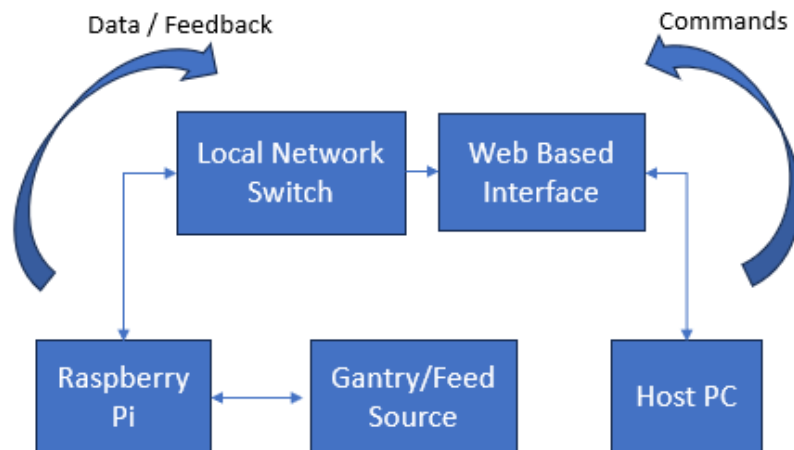 Data / Feedback
Commands
Local Network
Switch
Web Based
Interface
Raspberry
Pi
Gantry/Feed
Source
Host PC